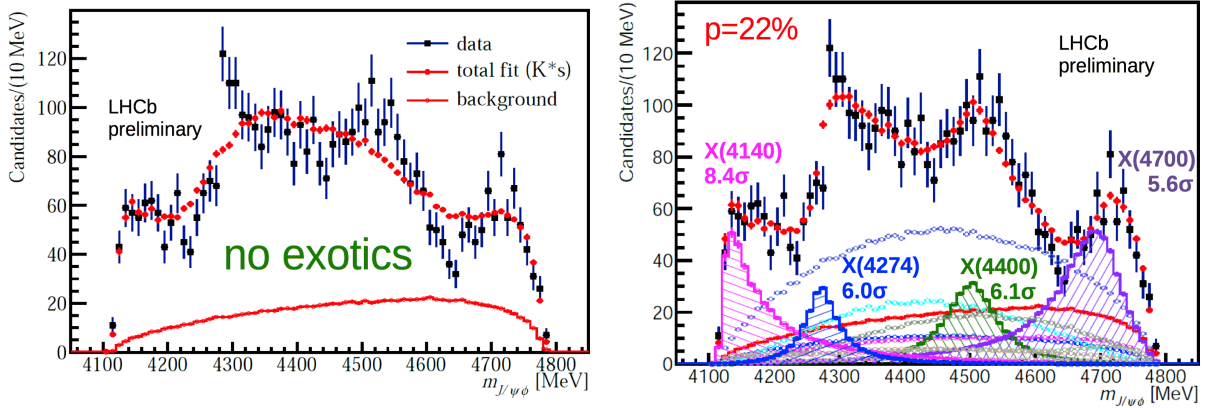 Candidates/(10 MeV)
120
100
80
60
40
20
0
data
total fit (K*s)
background
LHCb
preliminary
no exotics
4100 4200 4300 4400 4500 4600 4700 4800
m_{J/ψϕ} [MeV]
Candidates/(10 MeV)
120
100
80
60
40
20
0
p=22%
LHCb
preliminary
X(4140)
8.4σ
X(4700)
5.6σ
X(4274)
6.0σ
X(4400)
6.1σ
4100 4200 4300 4400 4500 4600 4700 4800
m_{J/ψϕ} [MeV]